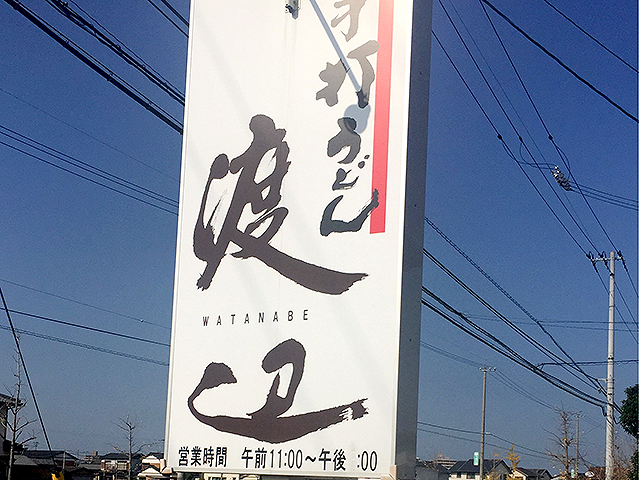 手打うどん
渡
WATANABE
辺
営業時間 午前11:00～午後 :00